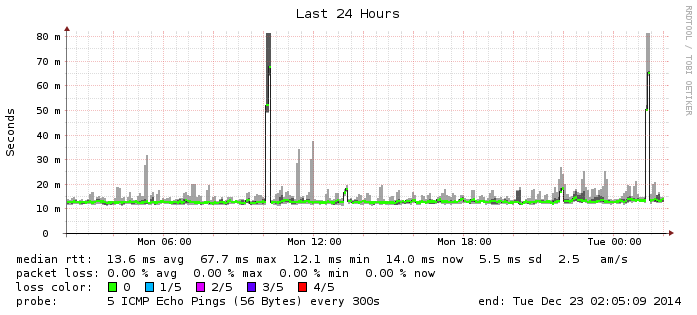 Last 24 Hours
RRDTOOL / TOBI OETIKER
Seconds
80 m
70 m
60 m
50 m
40 m
30 m
20 m
10 m
0
Mon 06:00 Mon 12:00 Mon 18:00 Tue 00:00
median rtt: 13.6 ms avg 67.7 ms max 12.1 ms min 14.0 ms now 5.5 ms sd 2.5 am/s
packet loss: 0.00 % avg 0.00 % max 0.00 % min 0.00 % now
loss color: 0 1/5 2/5 3/5 4/5
probe: 5 ICMP Echo Pings (56 Bytes) every 300s end: Tue Dec 23 02:05:09 2014